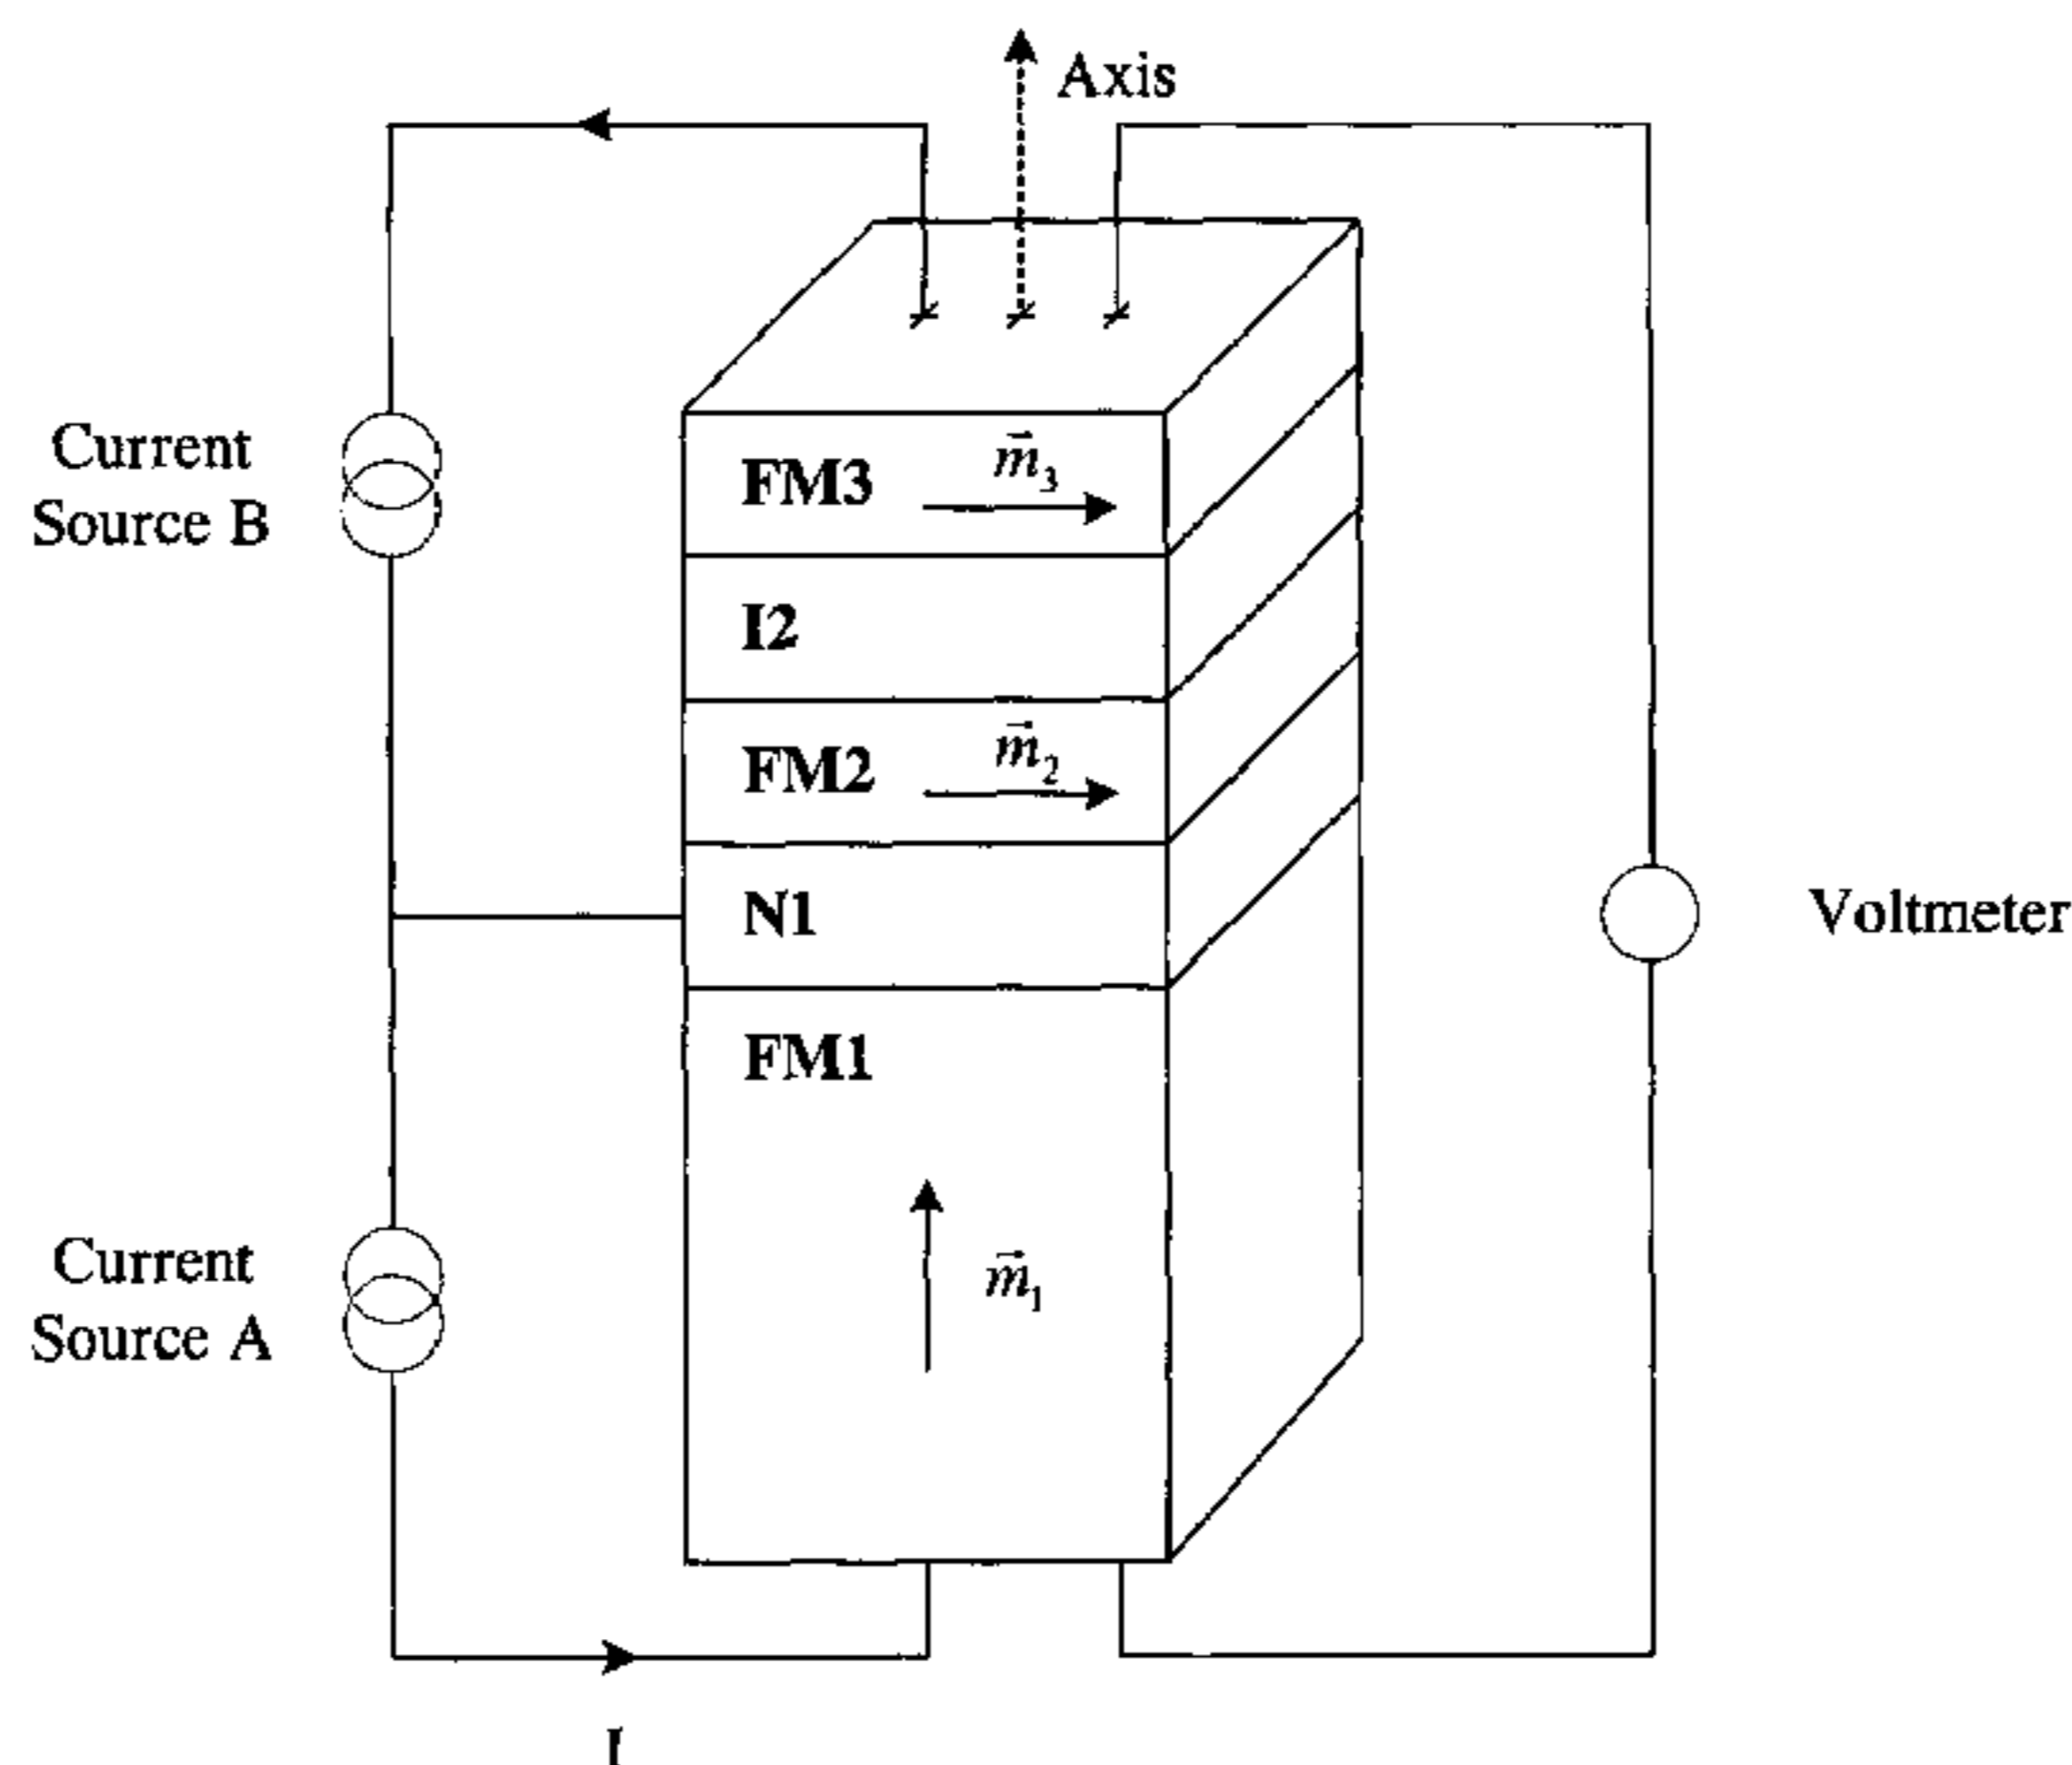 Axis
Current
Source B
FM3
m⃗3
I2
FM2
m⃗2
N1
Voltmeter
FM1
Current
Source A
m⃗1
I